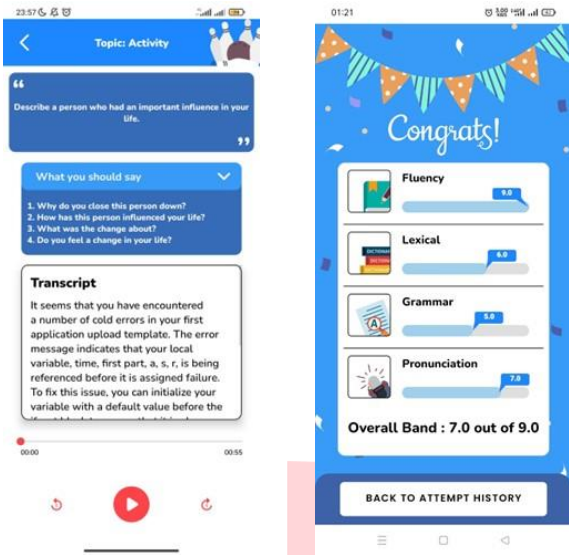 23:57
Topic: Activity
“
Describe a person who had an important influence in your
life.
”
What you should say
1. Why do you close this person down?
2. How has this person influenced your life?
3. What was the change about?
4. Do you feel a change in your life?
Transcript
It seems that you have encountered
a number of cold errors in your first
application upload template. The error
message indicates that your local
variable, time, first part, a, s, r, is being
referenced before it is assigned failure.
To fix this issue, you can initialize your
variable with a default value before the
00:00
00:55
01:21
Congrats!
Fluency
9.0
Lexical
6.0
Grammar
5.0
Pronunciation
7.0
Overall Band : 7.0 out of 9.0
BACK TO ATTEMPT HISTORY